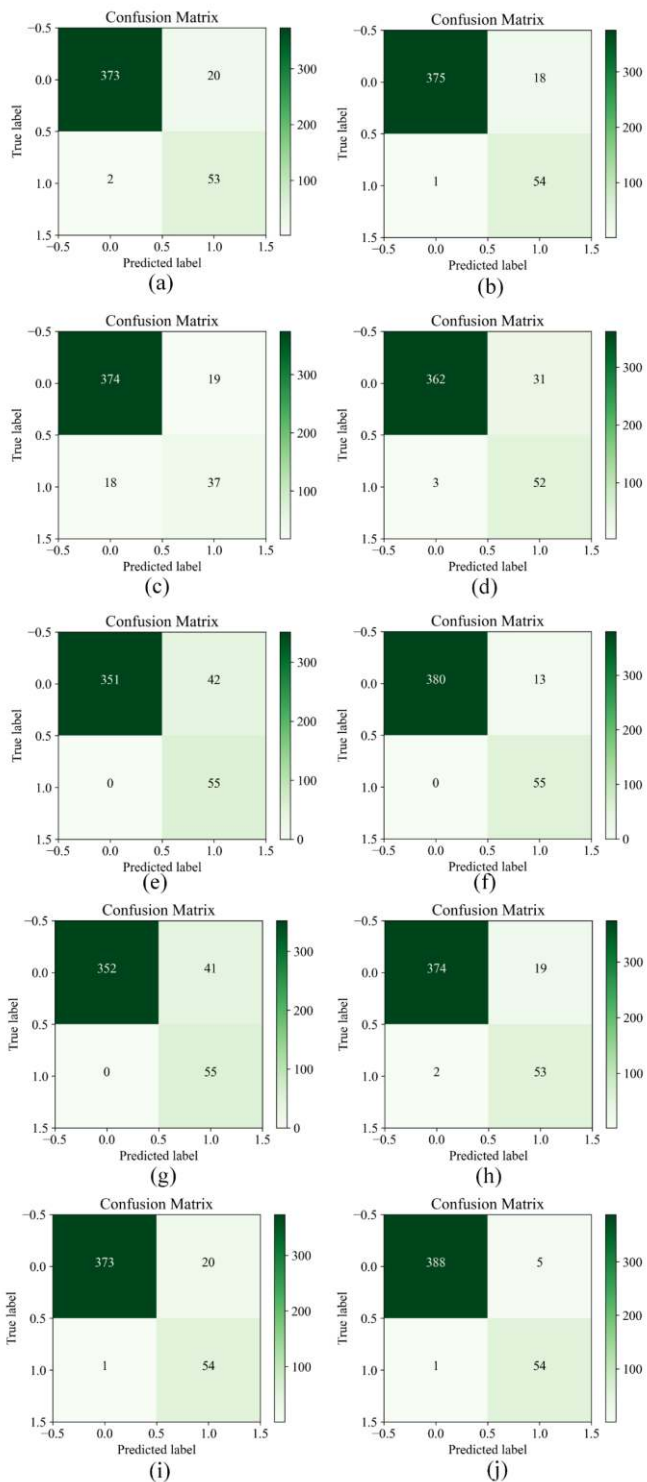 Confusion Matrix
−0.5
0.0 373 20 300
True label 0.5 200
1.0 2 53 100
1.5
−0.5 0.0 0.5 1.0 1.5
Predicted label
(a)
Confusion Matrix
−0.5
0.0 375 18 300
True label 0.5 200
1.0 1 54 100
1.5
−0.5 0.0 0.5 1.0 1.5
Predicted label
(b)
Confusion Matrix
−0.5
0.0 374 19 300
True label 0.5 200
1.0 18 37 100
1.5
−0.5 0.0 0.5 1.0 1.5
Predicted label
(c)
Confusion Matrix
−0.5
0.0 362 31 300
True label 0.5 200
1.0 3 52 100
1.5
−0.5 0.0 0.5 1.0 1.5
Predicted label
(d)
Confusion Matrix
−0.5
0.0 351 42 300
True label 0.5 200
1.0 0 55 100
1.5 0
−0.5 0.0 0.5 1.0 1.5
Predicted label
(e)
Confusion Matrix
−0.5
0.0 380 13 300
True label 0.5 200
1.0 0 55 100
1.5 0
−0.5 0.0 0.5 1.0 1.5
Predicted label
(f)
Confusion Matrix
−0.5
0.0 352 41 300
True label 0.5 200
1.0 0 55 100
1.5 0
−0.5 0.0 0.5 1.0 1.5
Predicted label
(g)
Confusion Matrix
−0.5
0.0 374 19 300
True label 0.5 200
1.0 2 53 100
1.5
−0.5 0.0 0.5 1.0 1.5
Predicted label
(h)
Confusion Matrix
−0.5
0.0 373 20 300
True label 0.5 200
1.0 1 54 100
1.5
−0.5 0.0 0.5 1.0 1.5
Predicted label
(i)
Confusion Matrix
−0.5
0.0 388 5 300
True label 0.5 200
1.0 1 54 100
1.5
−0.5 0.0 0.5 1.0 1.5
Predicted label
(j)